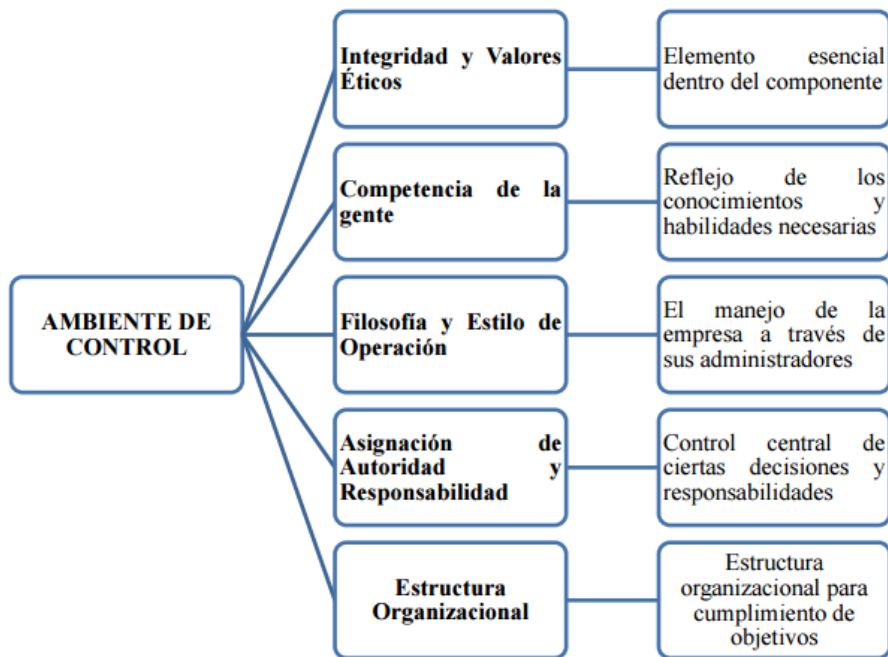 Integridad y Valores
Éticos
Elemento esencial
dentro del componente
Competencia de la
gente
Reflejo de los
conocimientos y
habilidades necesarias
AMBIENTE DE
CONTROL
Filosofía y Estilo de
Operación
El manejo de la
empresa a través de
sus administradores
Asignación de
Autoridad y
Responsabilidad
Control central de
ciertas decisiones y
responsabilidades
Estructura
Organizacional
Estructura
organizacional para
cumplimiento de
objetivos